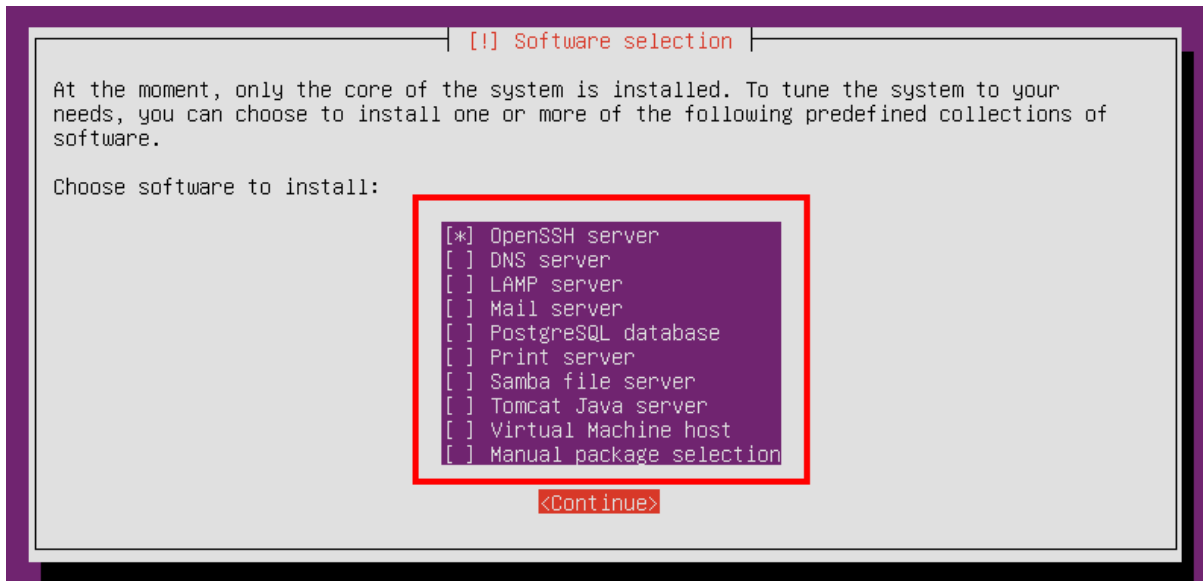 [!] Software selection
At the moment, only the core of the system is installed. To tune the system to your
needs, you can choose to install one or more of the following predefined collections of
software.
Choose software to install:
[*] OpenSSH server
[ ] DNS server
[ ] LAMP server
[ ] Mail server
[ ] PostgreSQL database
[ ] Print server
[ ] Samba file server
[ ] Tomcat Java server
[ ] Virtual Machine host
[ ] Manual package selection
<Continue>